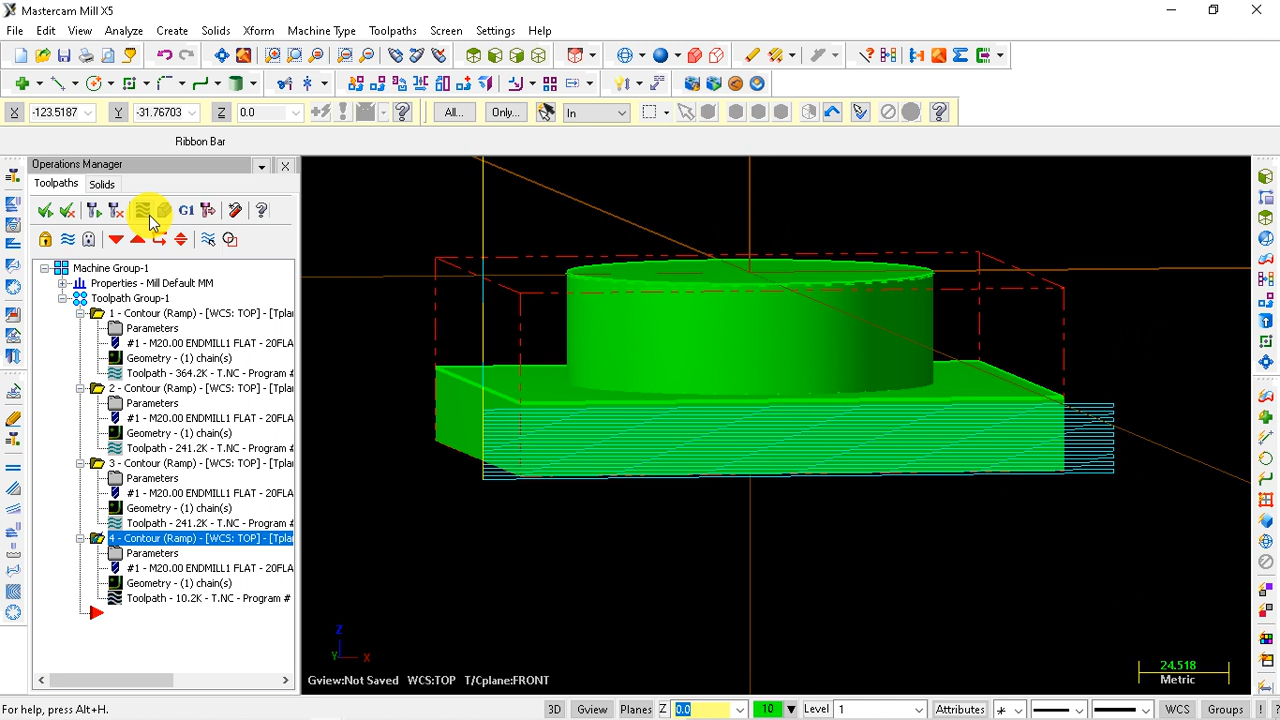 Mastercam Mill X5
File Edit View Analyze Create Solids Xform Machine Type Toolpaths Screen Settings Help
X -123.5187 Y -31.76703 Z 0.0 All... Only... In
Ribbon Bar
Operations Manager
Toolpaths Solids
G1
Machine Group-1
Properties - Mill Defau
Toolpath Group-1
1 - Contour (Ramp) - [WCS: TOP] - [Tpla
Parameters
#1 - M20.00 ENDMILL1 FLAT - 20FLA
Geometry - (1) chain(s)
Toolpath - 364.2K - T.NC - Program #
2 - Contour (Ramp) - [WCS: TOP] - [Tpla
Parameters
#1 - M20.00 ENDMILL1 FLAT - 20FLA
Geometry - (1) chain(s)
Toolpath - 241.2K - T.NC - Program #
3 - Contour (Ramp) - [WCS: TOP] - [Tpla
Parameters
#1 - M20.00 ENDMILL1 FLAT - 20FLA
Geometry - (1) chain(s)
Toolpath - 241.2K - T.NC - Program #
4 - Contour (Ramp) - [WCS: TOP] - [Tpla
Parameters
#1 - M20.00 ENDMILL1 FLAT - 20FLA
Geometry - (1) chain(s)
Toolpath - 10.2K - T.NC - Program #
Z
Y X
24.518
Metric
Gview:Not Saved WCS:TOP T/Cplane:FRONT
For help, press Alt+H.
3D Gview Planes Z 0.0 10 Level 1 Attributes WCS Groups ?